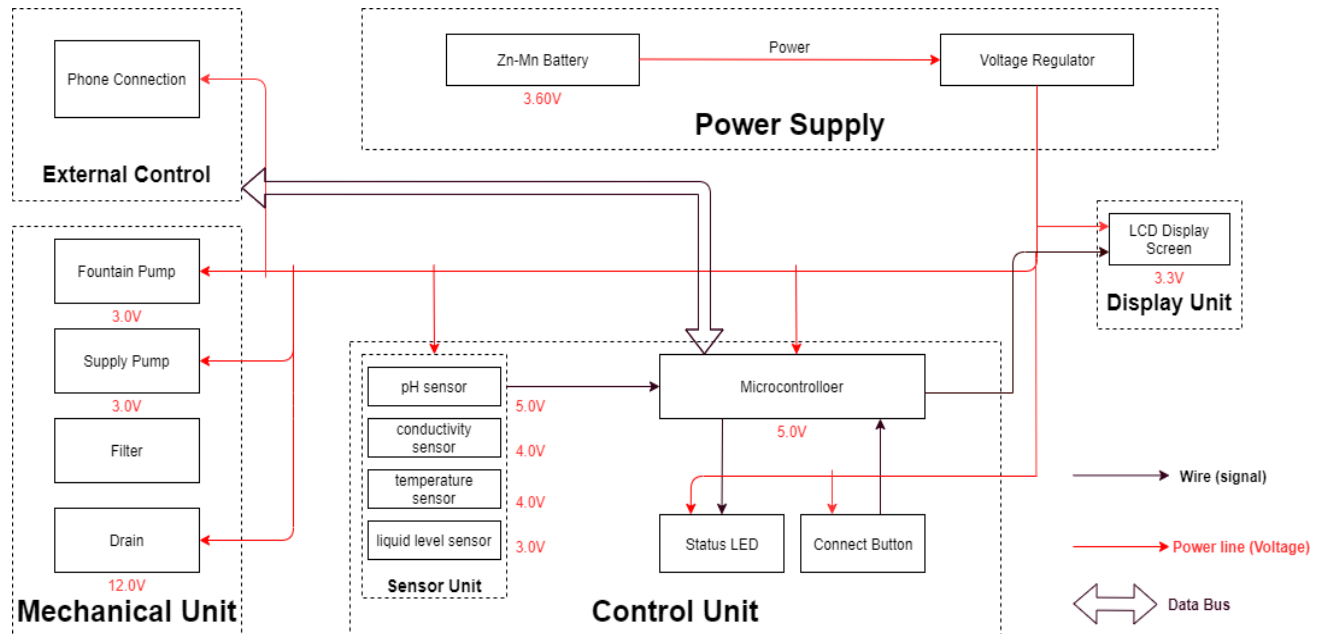 Phone Connection
External Control
Zn-Mn Battery
3.60V
Power
Voltage Regulator
Power Supply
LCD Display
Screen
3.3V
Display Unit
Fountain Pump
3.0V
Supply Pump
3.0V
Filter
Drain
12.0V
Mechanical Unit
pH sensor
5.0V
conductivity
sensor
4.0V
temperature
sensor
4.0V
liquid level sensor
3.0V
Sensor Unit
Microcontrolloer
5.0V
Status LED
Connect Button
Control Unit
Wire (signal)
Power line (Voltage)
Data Bus